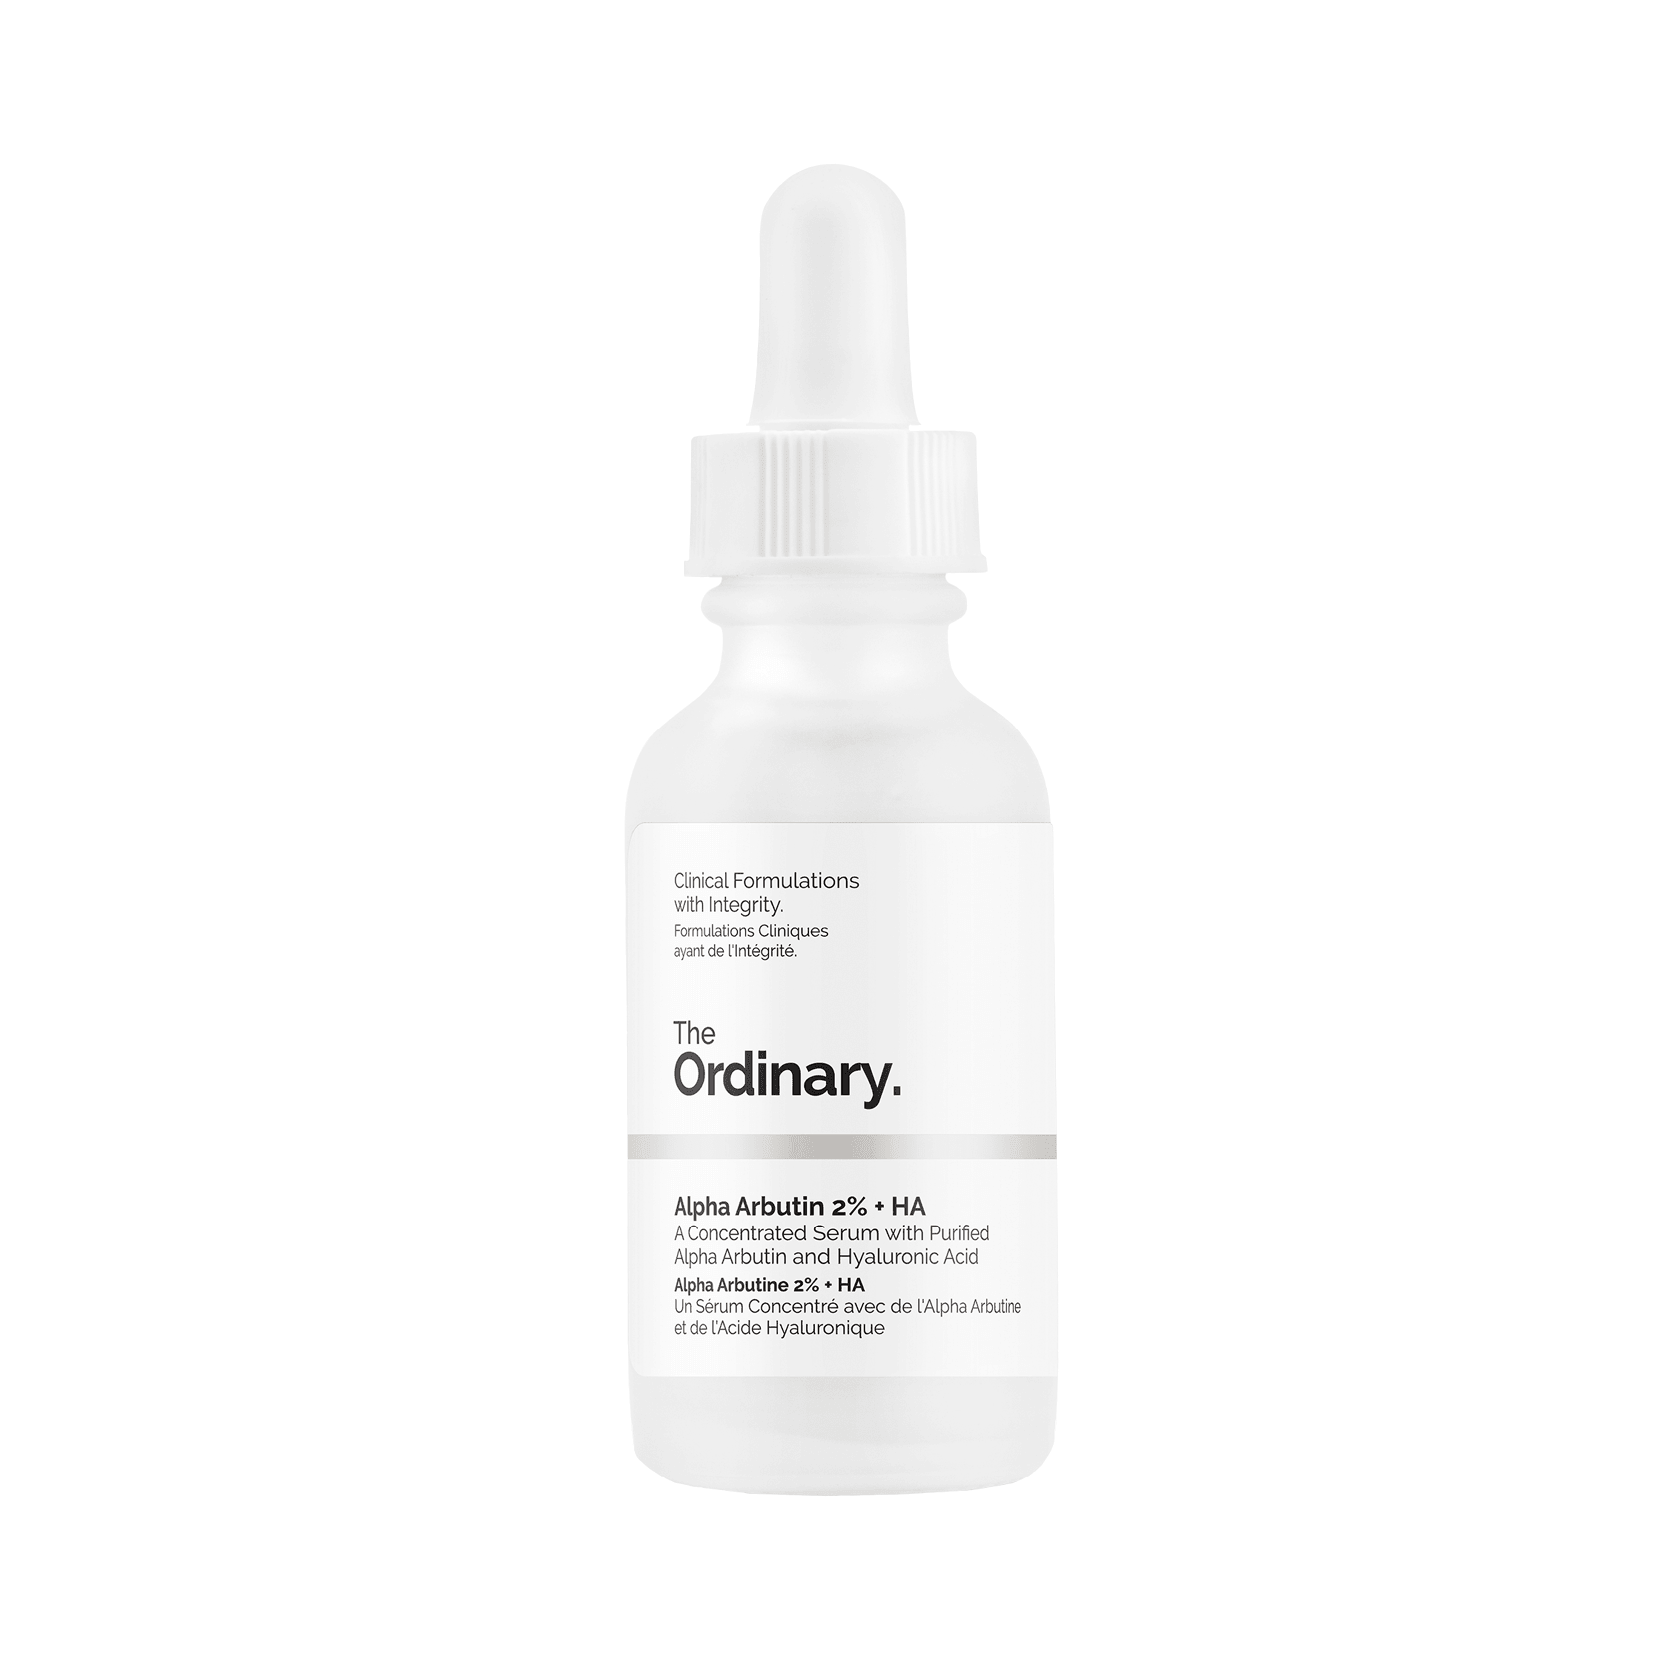 Clinical Formulations
with Integrity.
Formulations Cliniques
ayant de l'Intégrité.
The
Ordinary.
Alpha Arbutin 2% + HA
A Concentrated Serum with Purified
Alpha Arbutin and Hyaluronic Acid
Alpha Arbutine 2% + HA
Un Sérum Concentré avec de l'Alpha Arbutine
et de l'Acide Hyaluronique